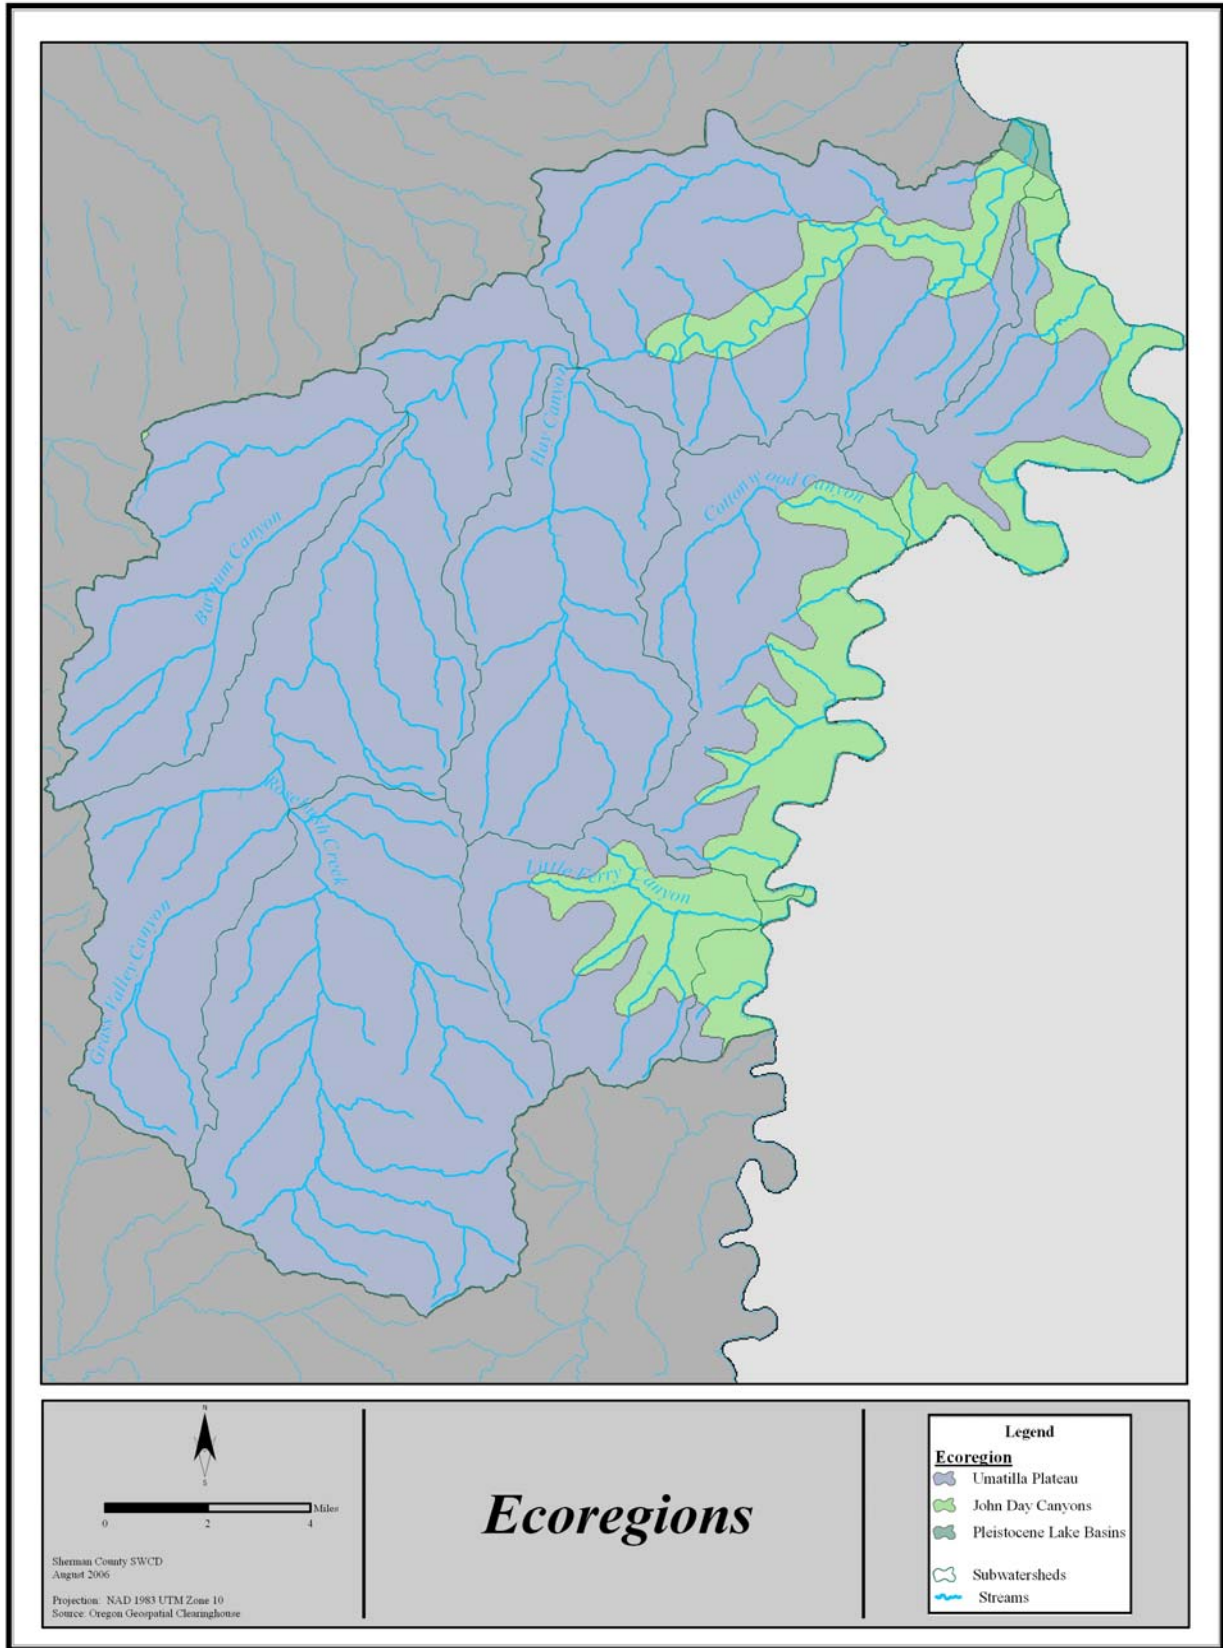 Hay Canyon
Cottonwood Canyon
Barnum Canyon
Rosebush Creek
Little Ferry Canyon
Grass Valley Canyon
N
S
Miles
0 2 4
Sherman County SWCD
August 2006
Projection: NAD 1983 UTM Zone 10
Source: Oregon Geospatial Clearinghouse
Ecoregions
Legend
Ecoregion
Umatilla Plateau
John Day Canyons
Pleistocene Lake Basins
Subwatersheds
Streams